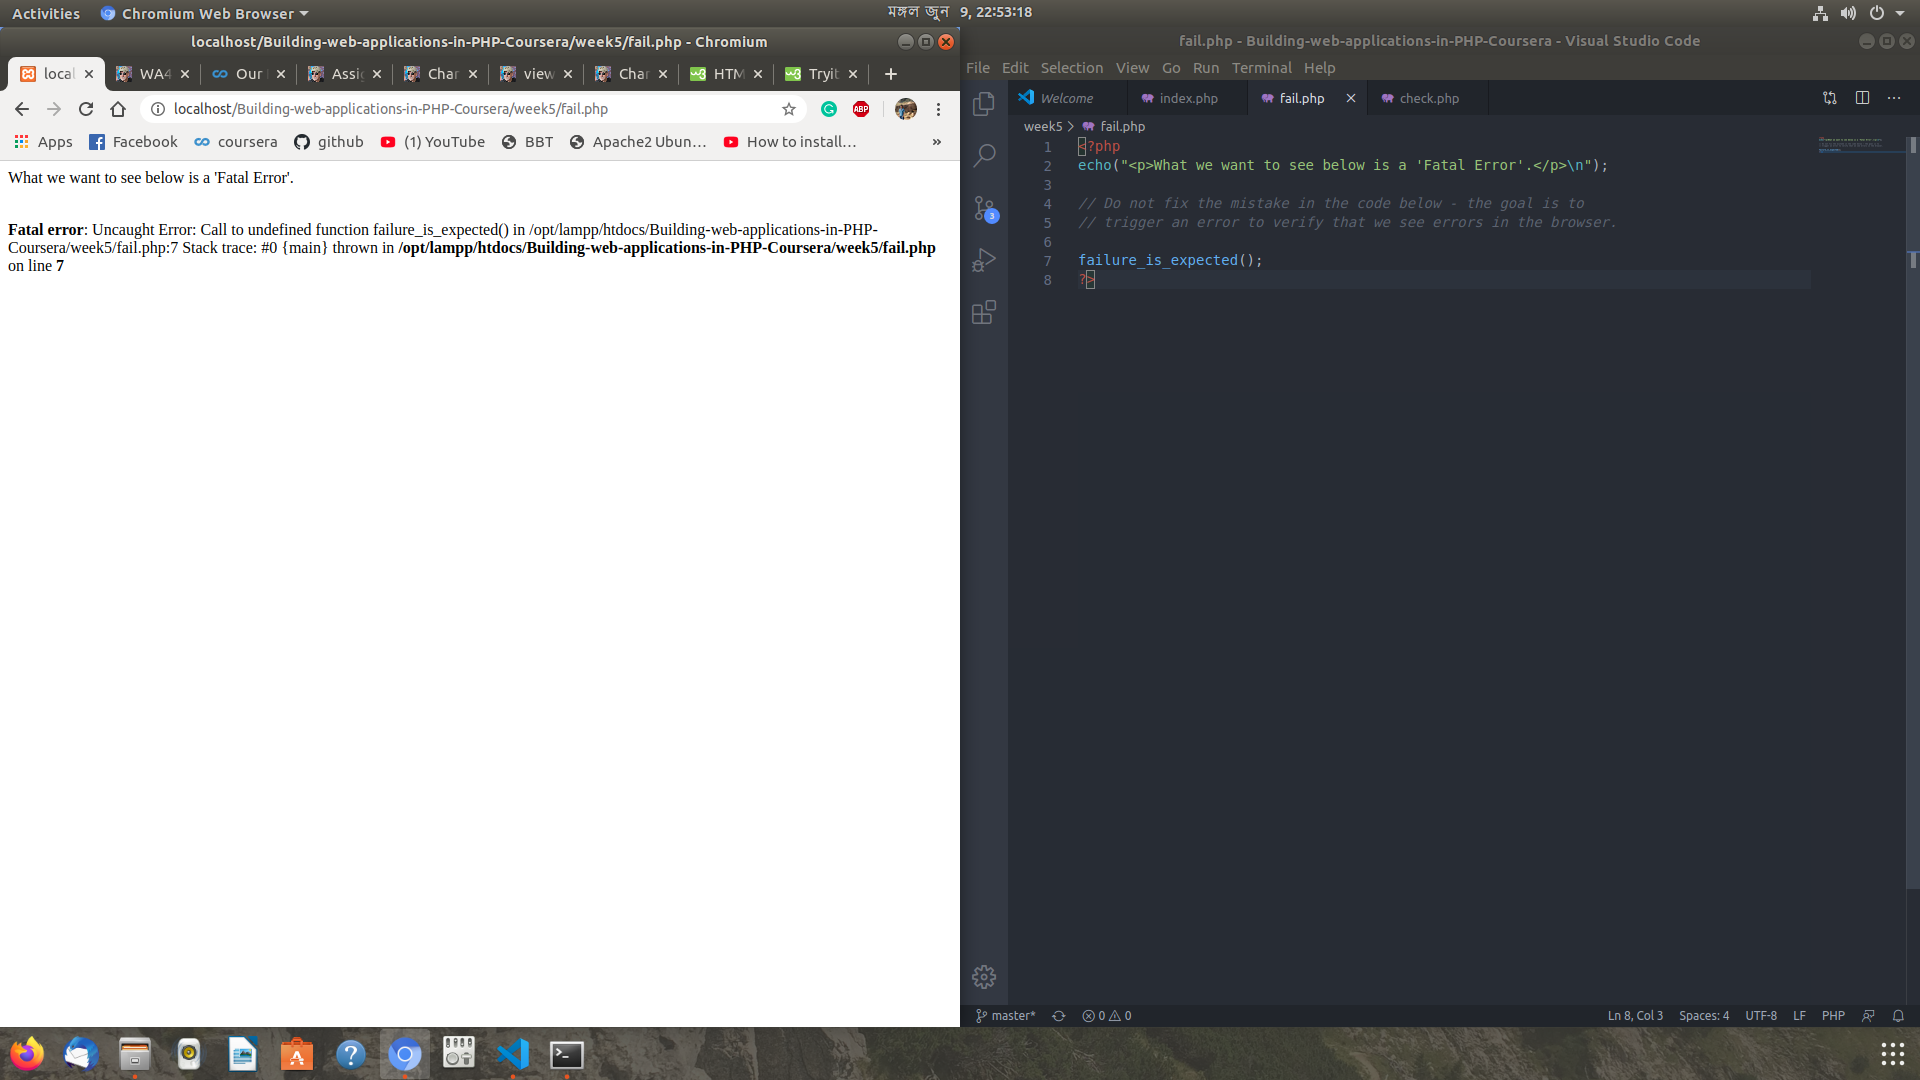 Activities
Chromium Web Browser
মঙ্গল জুন 9, 22:53:18
localhost/Building-web-applications-in-PHP-Coursera/week5/fail.php - Chromium
local
WA4
Our
Assig
Char
view
Char
HTM
Tryit
localhost/Building-web-applications-in-PHP-Coursera/week5/fail.php
ABP
Apps
Facebook
coursera
github
(1) YouTube
BBT
Apache2 Ubun…
How to install…
»
What we want to see below is a 'Fatal Error'.
Fatal error: Uncaught Error: Call to undefined function failure_is_expected() in /opt/lampp/htdocs/Building-web-applications-in-PHP-
Coursera/week5/fail.php:7 Stack trace: #0 {main} thrown in /opt/lampp/htdocs/Building-web-applications-in-PHP-Coursera/week5/fail.php
on line 7
fail.php - Building-web-applications-in-PHP-Coursera - Visual Studio Code
File Edit Selection View Go Run Terminal Help
Welcome
index.php
fail.php
check.php
week5 > fail.php
3
1 <?php
2 echo("<p>What we want to see below is a 'Fatal Error'.</p>\n");
3
4 // Do not fix the mistake in the code below - the goal is to
5 // trigger an error to verify that we see errors in the browser.
6
7 failure_is_expected();
8 ?>
master*
0
0
Ln 8, Col 3
Spaces: 4
UTF-8
LF
PHP